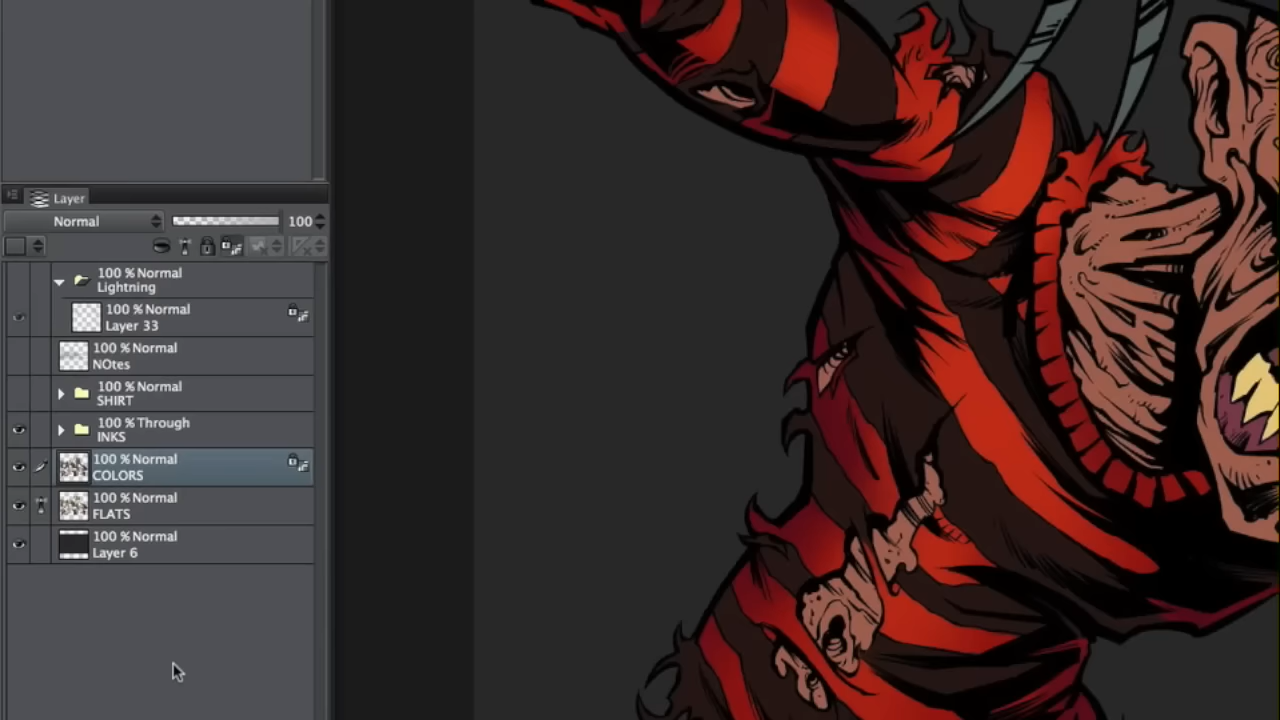 Layer
Normal 100
100 % Normal
Lightning
100 % Normal
Layer 33
100 % Normal
NOtes
100 % Normal
SHIRT
100 % Through
INKS
100 % Normal
COLORS
100 % Normal
FLATS
100 % Normal
Layer 6